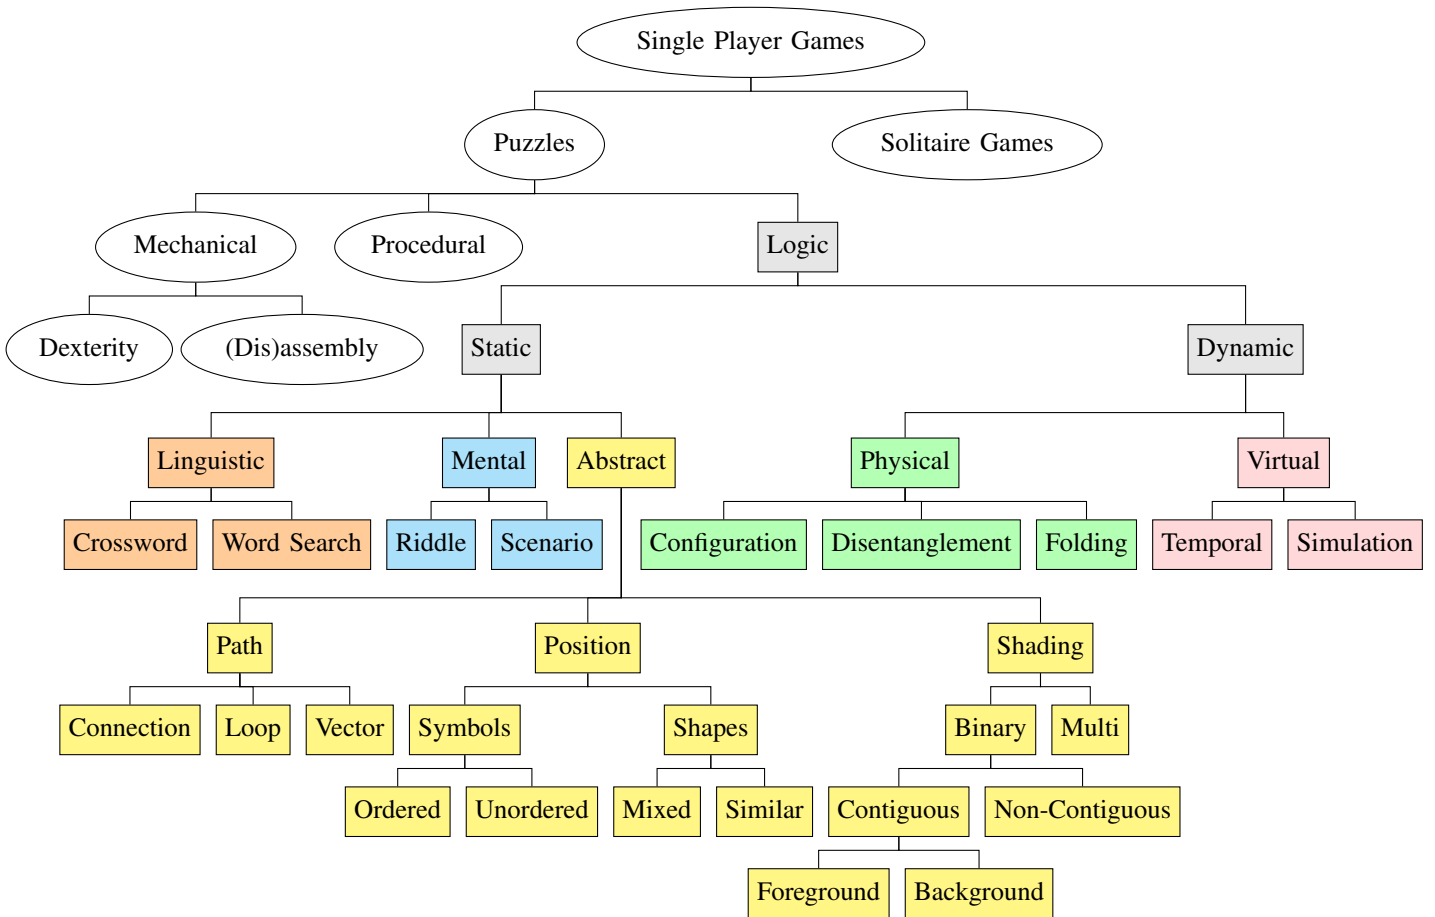 Single Player Games
Puzzles
Solitaire Games
Mechanical
Procedural
Logic
Dexterity
(Dis)assembly
Static
Dynamic
Linguistic
Mental
Abstract
Physical
Virtual
Crossword
Word Search
Riddle
Scenario
Configuration
Disentanglement
Folding
Temporal
Simulation
Path
Position
Shading
Connection
Loop
Vector
Symbols
Shapes
Binary
Multi
Ordered
Unordered
Mixed
Similar
Contiguous
Non-Contiguous
Foreground
Background